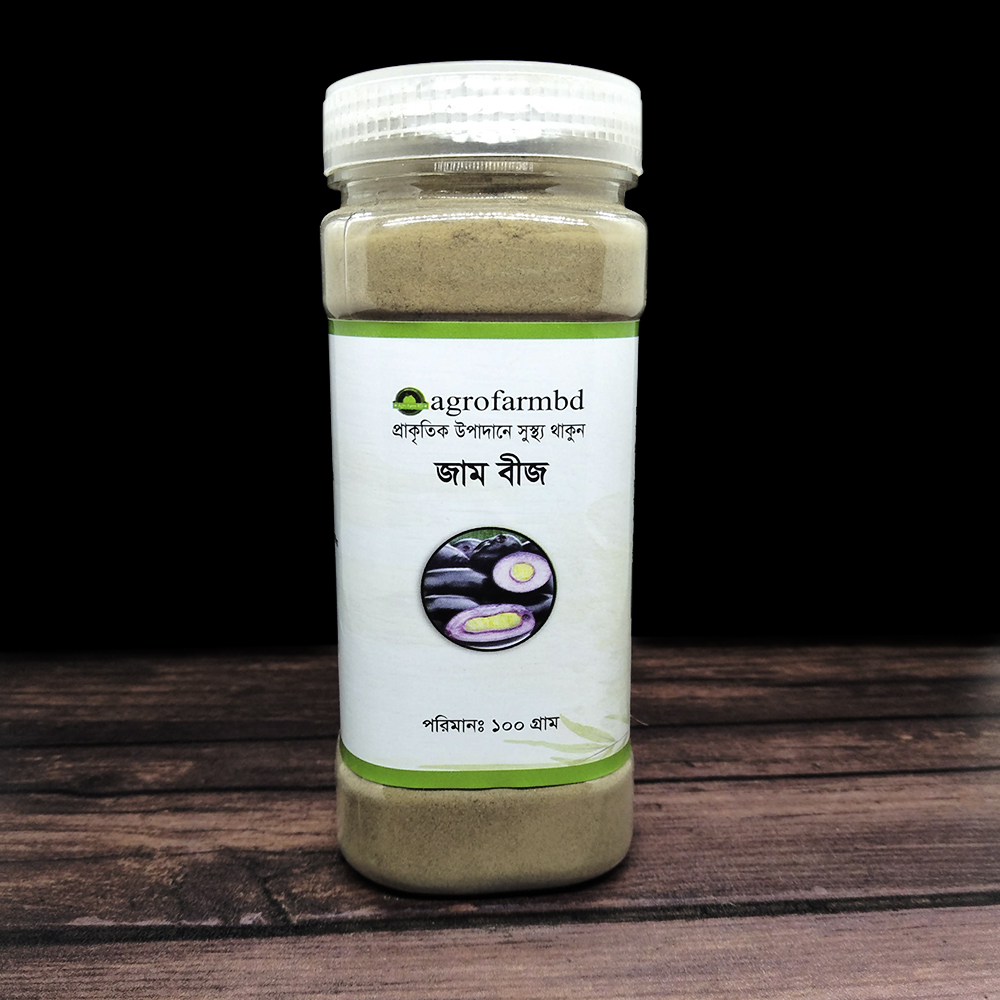 agrofarmbd
প্রাকৃতিক উপাদানে সুস্থ্য থাকুন
জাম বীজ
পরিমানঃ ১০০ গ্রাম